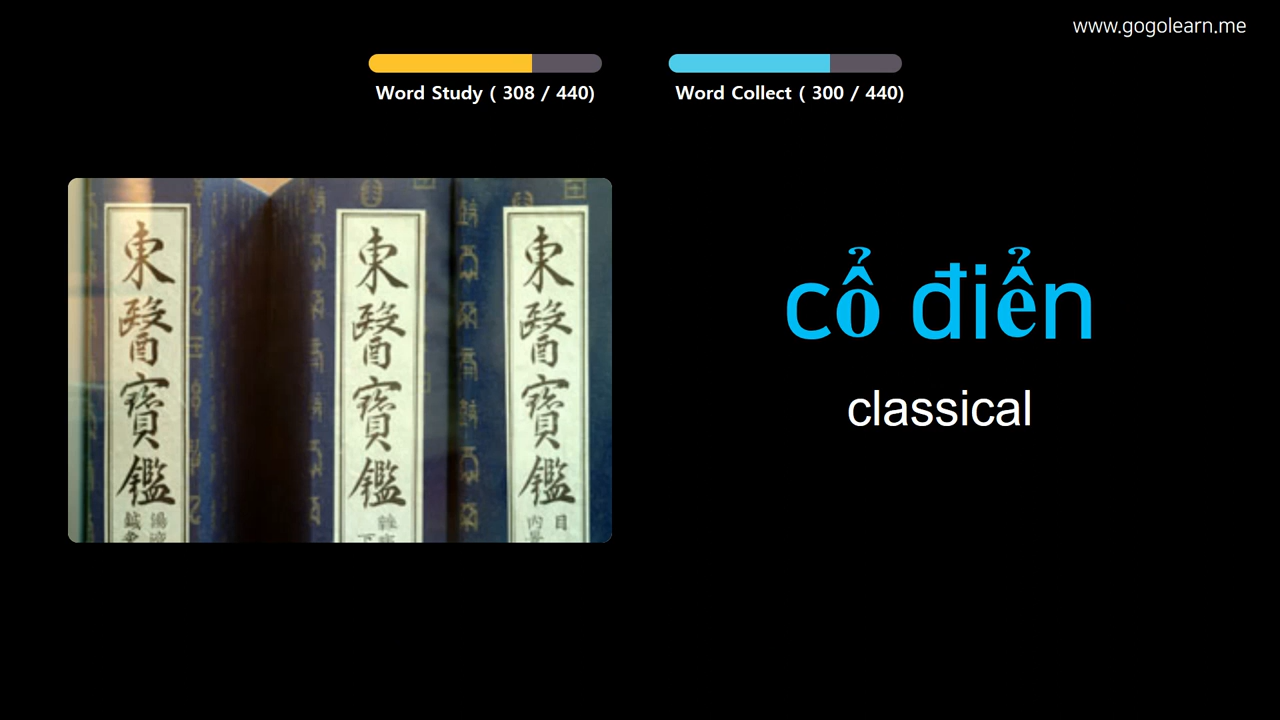 www.gogolearn.me
Word Study ( 308 / 440)
Word Collect ( 300 / 440)
東醫寶鑑
東醫寶鑑
東醫寶鑑
cổ điển
classical